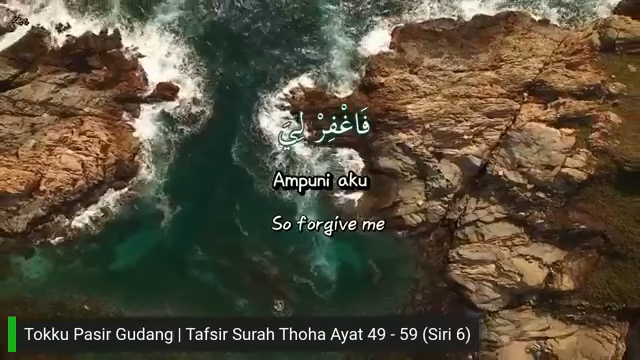 فَاغْفِرْ لِيَ
Ampuni aku
So forgive me
Tokku Pasir Gudang | Tafsir Surah Thoha Ayat 49 - 59 (Siri 6)